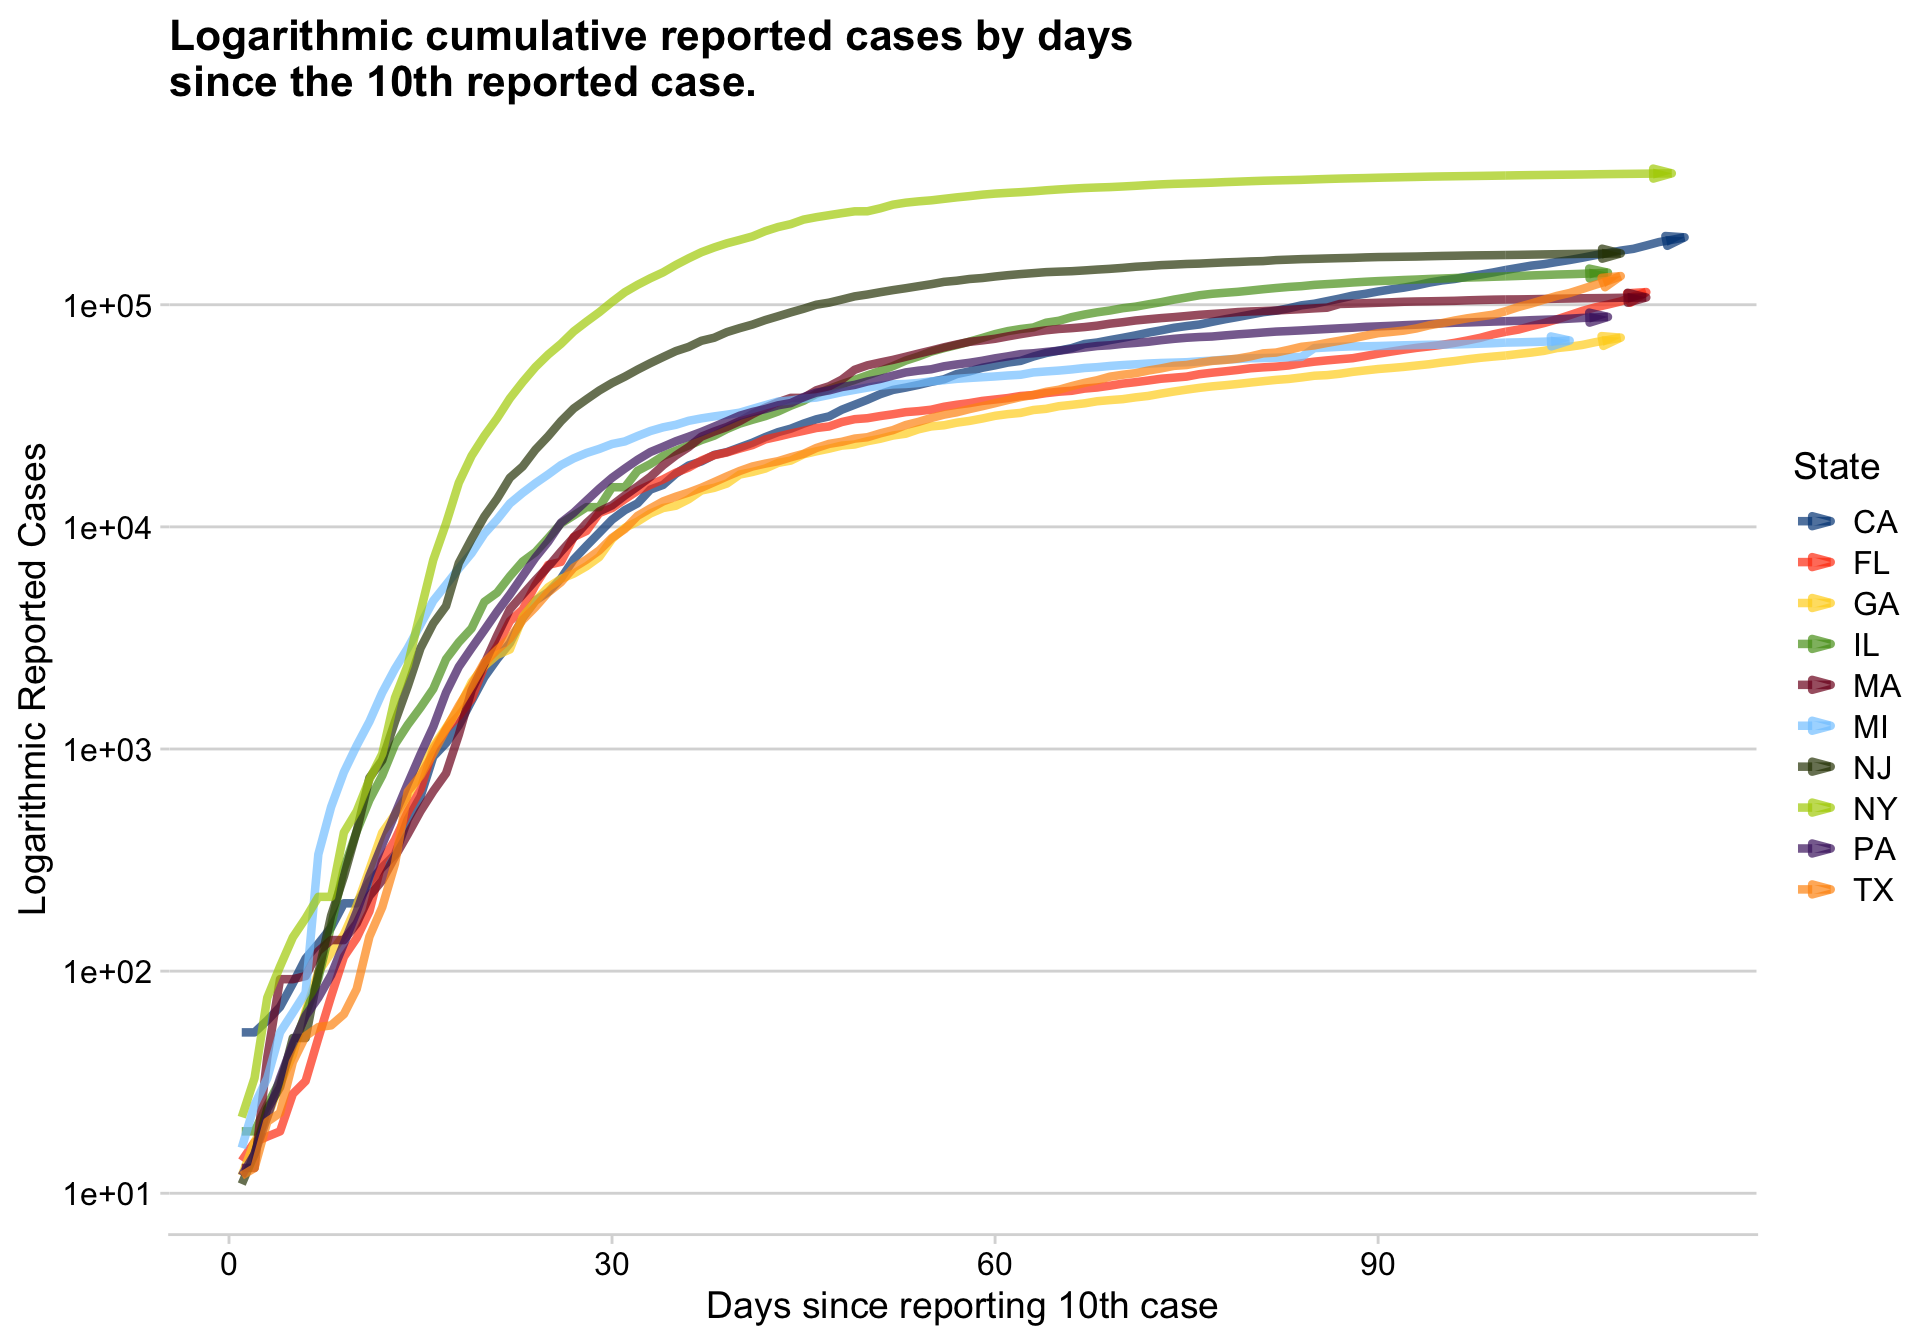 Logarithmic cumulative reported cases by days
since the 10th reported case.
Logarithmic Reported Cases
1e+05
1e+04
1e+03
1e+02
1e+01
0
30
60
90
Days since reporting 10th case
State
CA
FL
GA
IL
MA
MI
NJ
NY
PA
TX